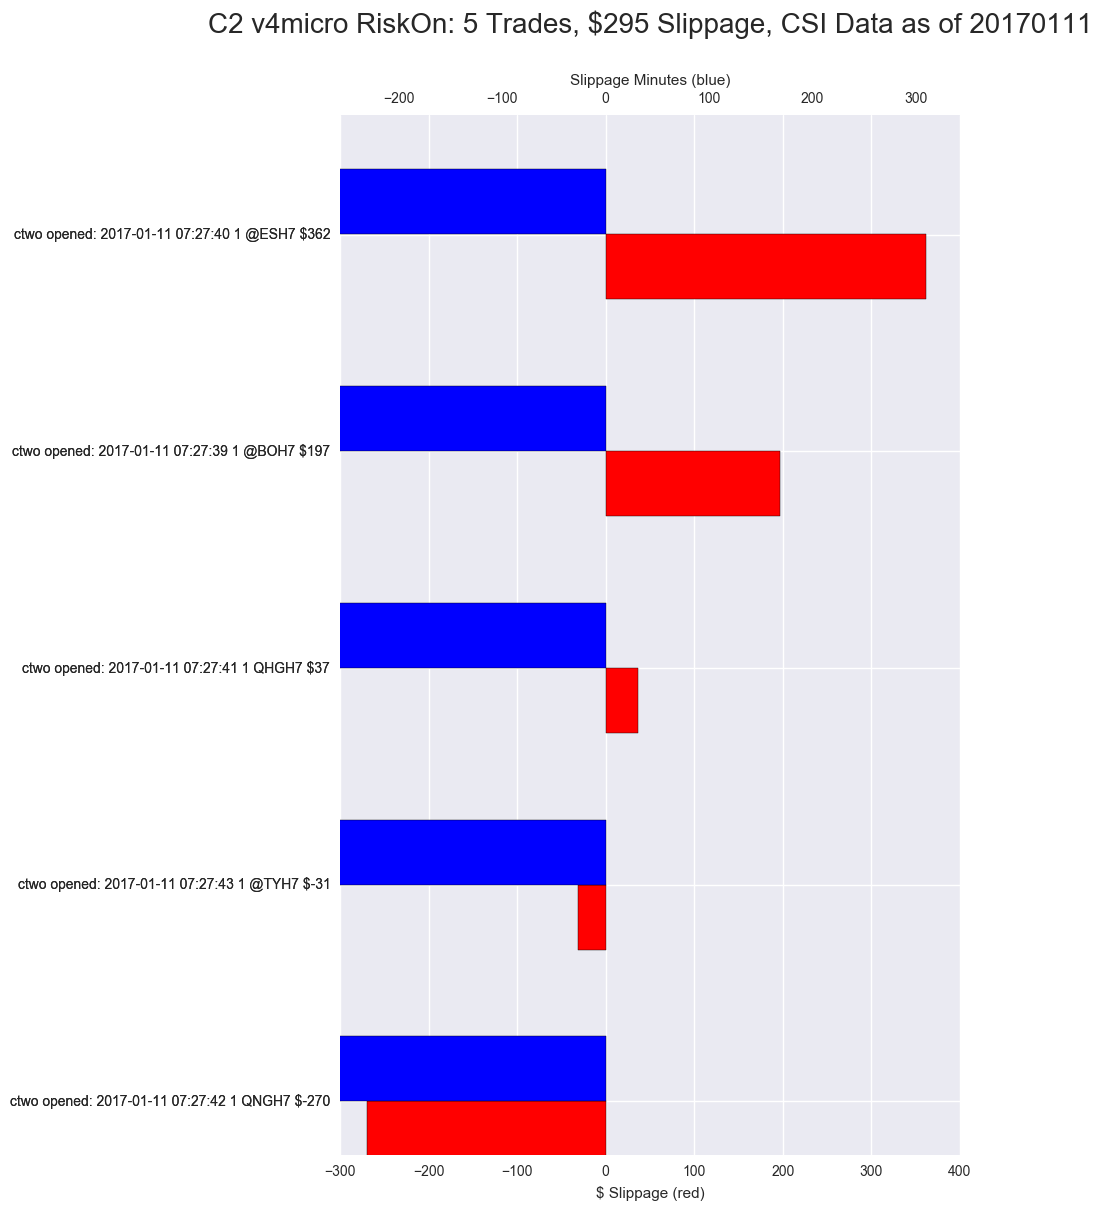 C2 v4micro RiskOn: 5 Trades, $295 Slippage, CSI Data as of 20170111
Slippage Minutes (blue)
−200 −100 0 100 200 300
ctwo opened: 2017-01-11 07:27:40 1 @ESH7 $362
ctwo opened: 2017-01-11 07:27:39 1 @BOH7 $197
ctwo opened: 2017-01-11 07:27:41 1 QHGH7 $37
ctwo opened: 2017-01-11 07:27:43 1 @TYH7 $-31
ctwo opened: 2017-01-11 07:27:42 1 QNGH7 $-270
−300 −200 −100 0 100 200 300 400
$ Slippage (red)